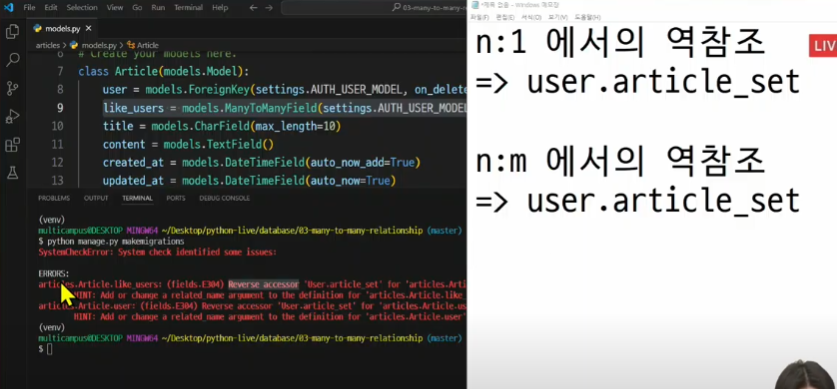 File Edit Selection View Go Run Terminal Help
03-many-to-many-re
models.py
articles > models.py > Article
# Create your models here.
7 class Article(models.Model):
8 user = models.ForeignKey(settings.AUTH_USER_MODEL, on_delete
9 like_users = models.ManyToManyField(settings.AUTH_USER_MODEL
10 title = models.CharField(max_length=10)
11 content = models.TextField()
12 created_at = models.DateTimeField(auto_now_add=True)
13 updated_at = models.DateTimeField(auto_now=True)
PROBLEMS OUTPUT TERMINAL PORTS DEBUG CONSOLE
(venv)
multicampus@DESKTOP MINGW64 ~/Desktop/python-live/database/03-many-to-many-relationship (master)
$ python manage.py makemigrations
SystemCheckError: System check identified some issues:
ERRORS:
articles.Article.like_users: (fields.E304) Reverse accessor 'User.article_set' for 'articles.Arti
HINT: Add or change a related_name argument to the definition for 'articles.Article.like_
articles.Article.user: (fields.E304) Reverse accessor 'User.article_set' for 'articles.Article.us
HINT: Add or change a related_name argument to the definition for 'articles.Article.user'
(venv)
multicampus@DESKTOP MINGW64 ~/Desktop/python-live/database/03-many-to-many-relationship (master)
$
*제목 없음 - Windows 메모장
파일(F) 편집(E) 서식(O) 보기(V) 도움말(H)
n:1 에서의 역참조
=> user.article_set
n:m 에서의 역참조
=> user.article_set
LIV